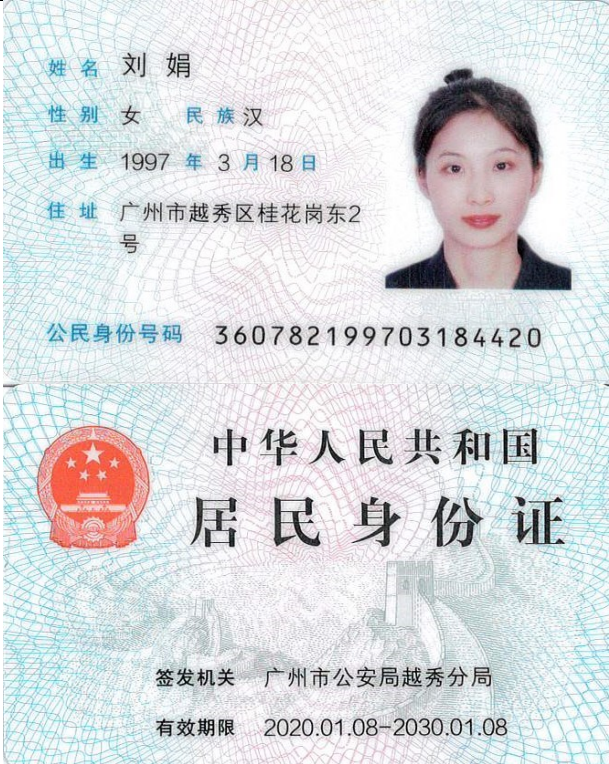 姓名 刘娟
性别 女 民族 汉
出生 1997 年 3 月 18 日
住址 广州市越秀区桂花岗东2
号
公民身份号码 360782199703184420
中华人民共和国
居民身份证
签发机关 广州市公安局越秀分局
有效期限 2020.01.08-2030.01.08